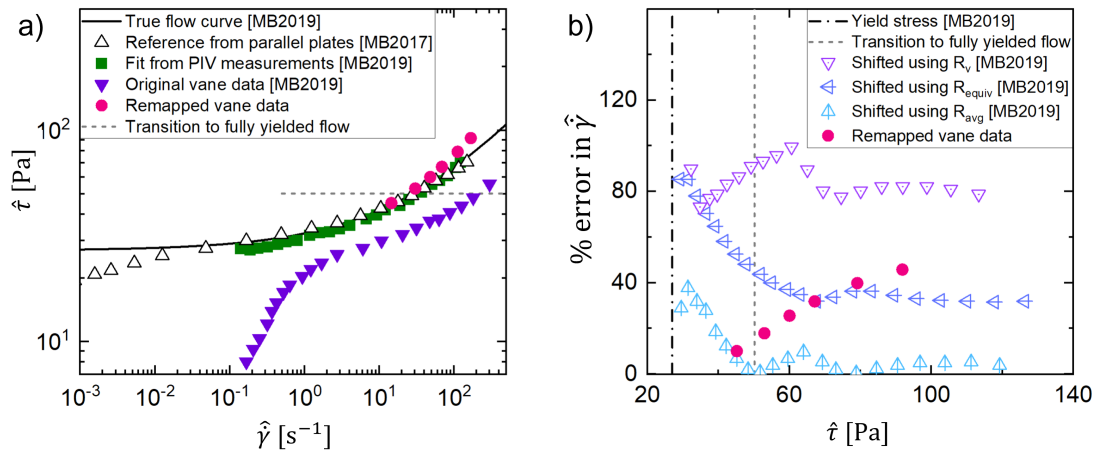 a)
True flow curve [MB2019]
Reference from parallel plates [MB2017]
Fit from PIV measurements [MB2019]
Original vane data [MB2019]
Remapped vane data
Transition to fully yielded flow
τ̂ [Pa]
10²
10¹
10⁻³ 10⁻² 10⁻¹ 10⁰ 10¹ 10²
γ̇̂ [s⁻¹]
b)
Yield stress [MB2019]
Transition to fully yielded flow
Shifted using Rᵥ [MB2019]
Shifted using R_equiv [MB2019]
Shifted using R_avg [MB2019]
Remapped vane data
% error in γ̇̂
120
80
40
0
20 60 100 140
τ̂ [Pa]